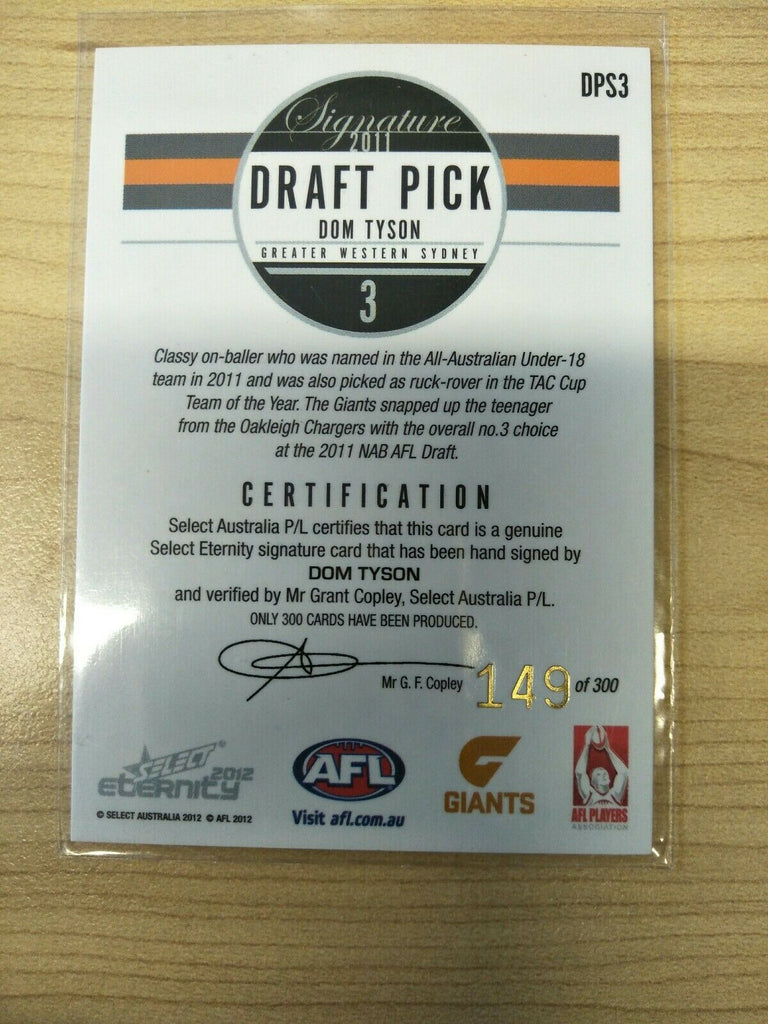 DPS3
Signature
2011
DRAFT PICK
DOM TYSON
GREATER WESTERN SYDNEY
3
Classy on-baller who was named in the All-Australian Under-18
team in 2011 and was also picked as ruck-rover in the TAC Cup
Team of the Year. The Giants snapped up the teenager
from the Oakleigh Chargers with the overall no.3 choice
at the 2011 NAB AFL Draft.
CERTIFICATION
Select Australia P/L certifies that this card is a genuine
Select Eternity signature card that has been hand signed by
DOM TYSON
and verified by Mr Grant Copley, Select Australia P/L.
ONLY 300 CARDS HAVE BEEN PRODUCED.
Mr G. F. Copley 149 of 300
SELECT
ETERNITY 2012
© SELECT AUSTRALIA 2012 © AFL 2012
AFL
Visit afl.com.au
GIANTS
AFL PLAYERS
ASSOCIATION